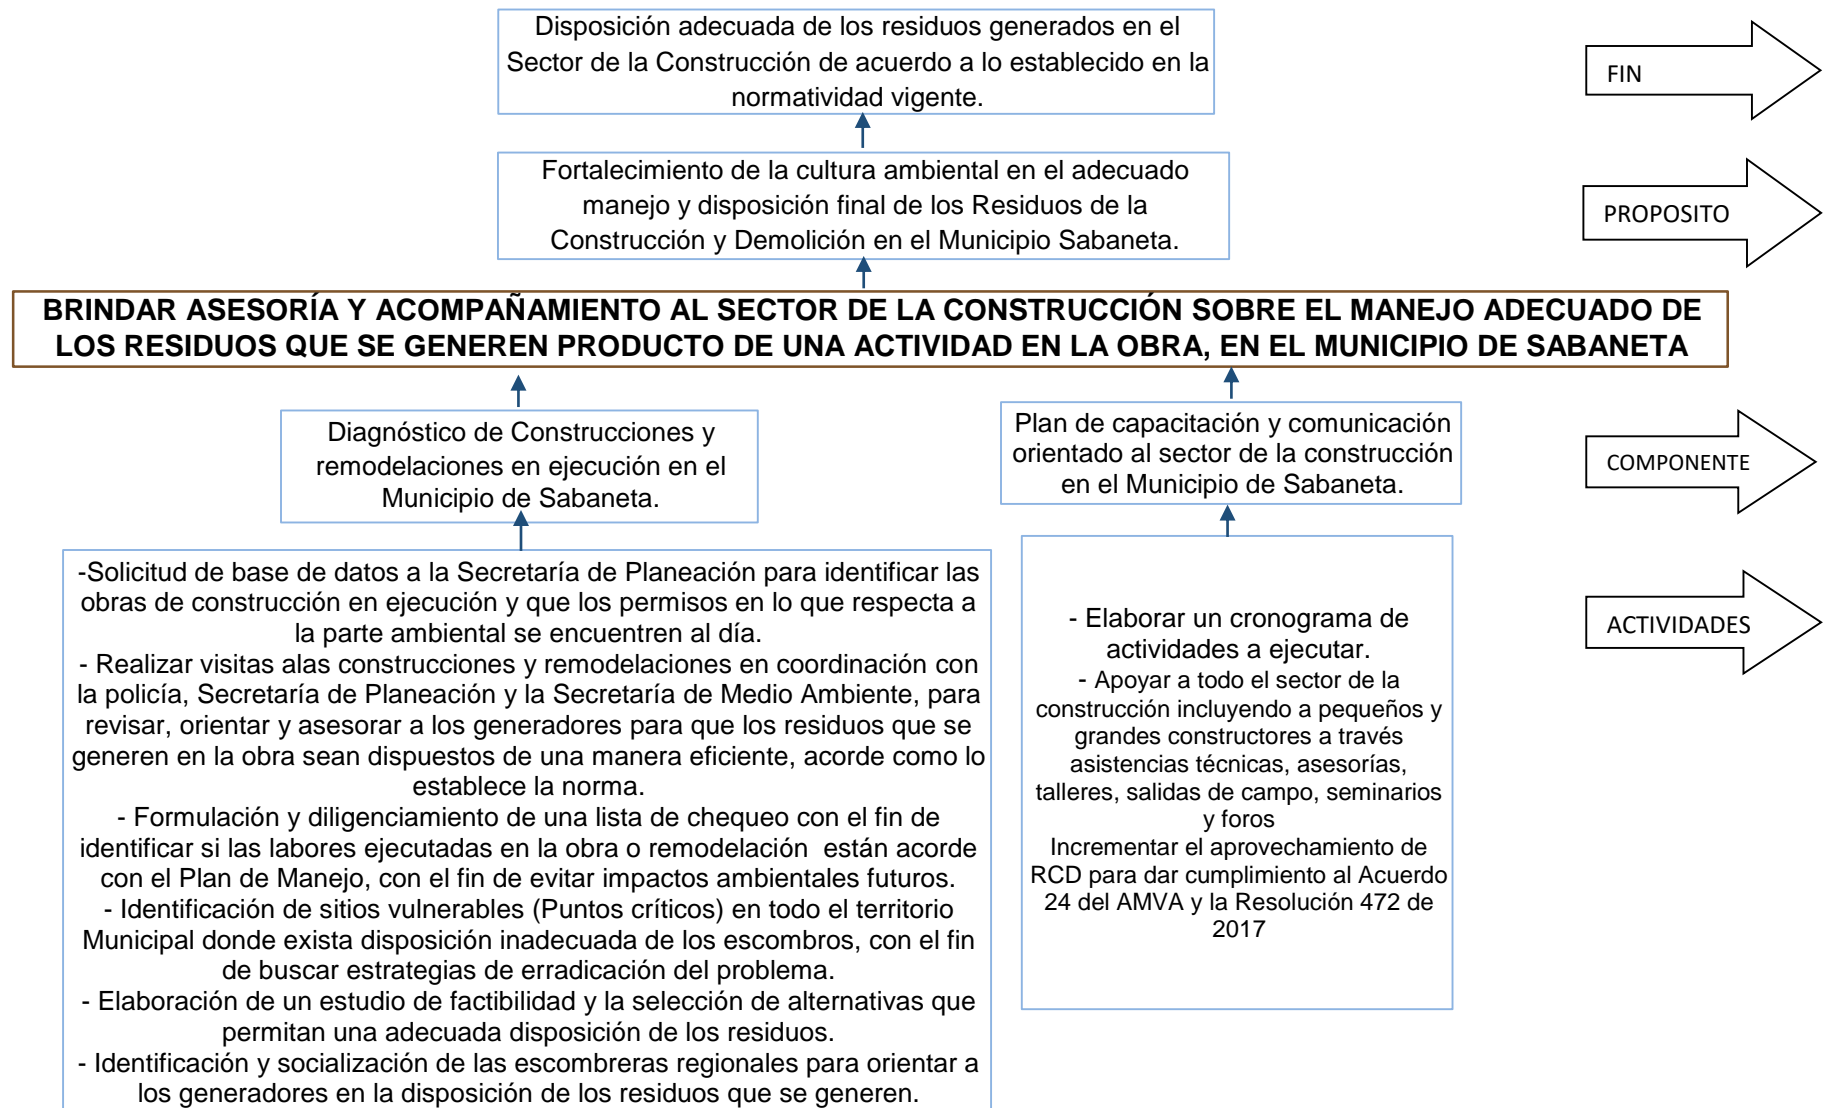 Disposición adecuada de los residuos generados en el
Sector de la Construcción de acuerdo a lo establecido en la
normatividad vigente.
FIN
Fortalecimiento de la cultura ambiental en el adecuado
manejo y disposición final de los Residuos de la
Construcción y Demolición en el Municipio Sabaneta.
PROPOSITO
BRINDAR ASESORÍA Y ACOMPAÑAMIENTO AL SECTOR DE LA CONSTRUCCIÓN SOBRE EL MANEJO ADECUADO DE
LOS RESIDUOS QUE SE GENEREN PRODUCTO DE UNA ACTIVIDAD EN LA OBRA, EN EL MUNICIPIO DE SABANETA
Diagnóstico de Construcciones y
remodelaciones en ejecución en el
Municipio de Sabaneta.
Plan de capacitación y comunicación
orientado al sector de la construcción
en el Municipio de Sabaneta.
COMPONENTE
-Solicitud de base de datos a la Secretaría de Planeación para identificar las
obras de construcción en ejecución y que los permisos en lo que respecta a
la parte ambiental se encuentren al día.
- Realizar visitas alas construcciones y remodelaciones en coordinación con
la policía, Secretaría de Planeación y la Secretaría de Medio Ambiente, para
revisar, orientar y asesorar a los generadores para que los residuos que se
generen en la obra sean dispuestos de una manera eficiente, acorde como lo
establece la norma.
- Formulación y diligenciamiento de una lista de chequeo con el fin de
identificar si las labores ejecutadas en la obra o remodelación  están acorde
con el Plan de Manejo, con el fin de evitar impactos ambientales futuros.
- Identificación de sitios vulnerables (Puntos críticos) en todo el territorio
Municipal donde exista disposición inadecuada de los escombros, con el fin
de buscar estrategias de erradicación del problema.
- Elaboración de un estudio de factibilidad y la selección de alternativas que
permitan una adecuada disposición de los residuos.
- Identificación y socialización de las escombreras regionales para orientar a
los generadores en la disposición de los residuos que se generen.
- Elaborar un cronograma de
actividades a ejecutar.
- Apoyar a todo el sector de la
construcción incluyendo a pequeños y
grandes constructores a través
asistencias técnicas, asesorías,
talleres, salidas de campo, seminarios
y foros
Incrementar el aprovechamiento de
RCD para dar cumplimiento al Acuerdo
24 del AMVA y la Resolución 472 de
2017
ACTIVIDADES